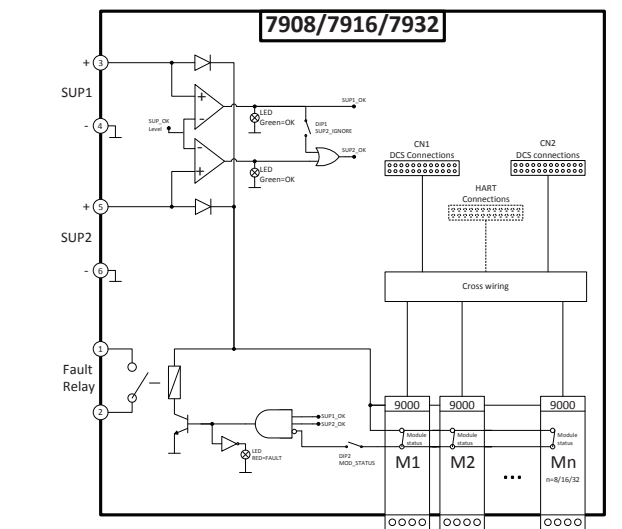 7908/7916/7932
+ 3
SUP1
- 4
SUP_OK
Level
+
-
-
+
LED
Green=OK
LED
Green=OK
SUP1_OK
DIP1
SUP2_IGNORE
SUP2_OK
+ 5
SUP2
- 6
CN1
DCS Connections
CN2
DCS connections
HART
Connections
Cross wiring
1
Fault
Relay
2
SUP1_OK
SUP2_OK
LED
RED=FAULT
DIP2
MOD_STATUS
9000
Module
status
M1
9000
Module
status
M2
...
9000
Module
status
Mn
n=8/16/32